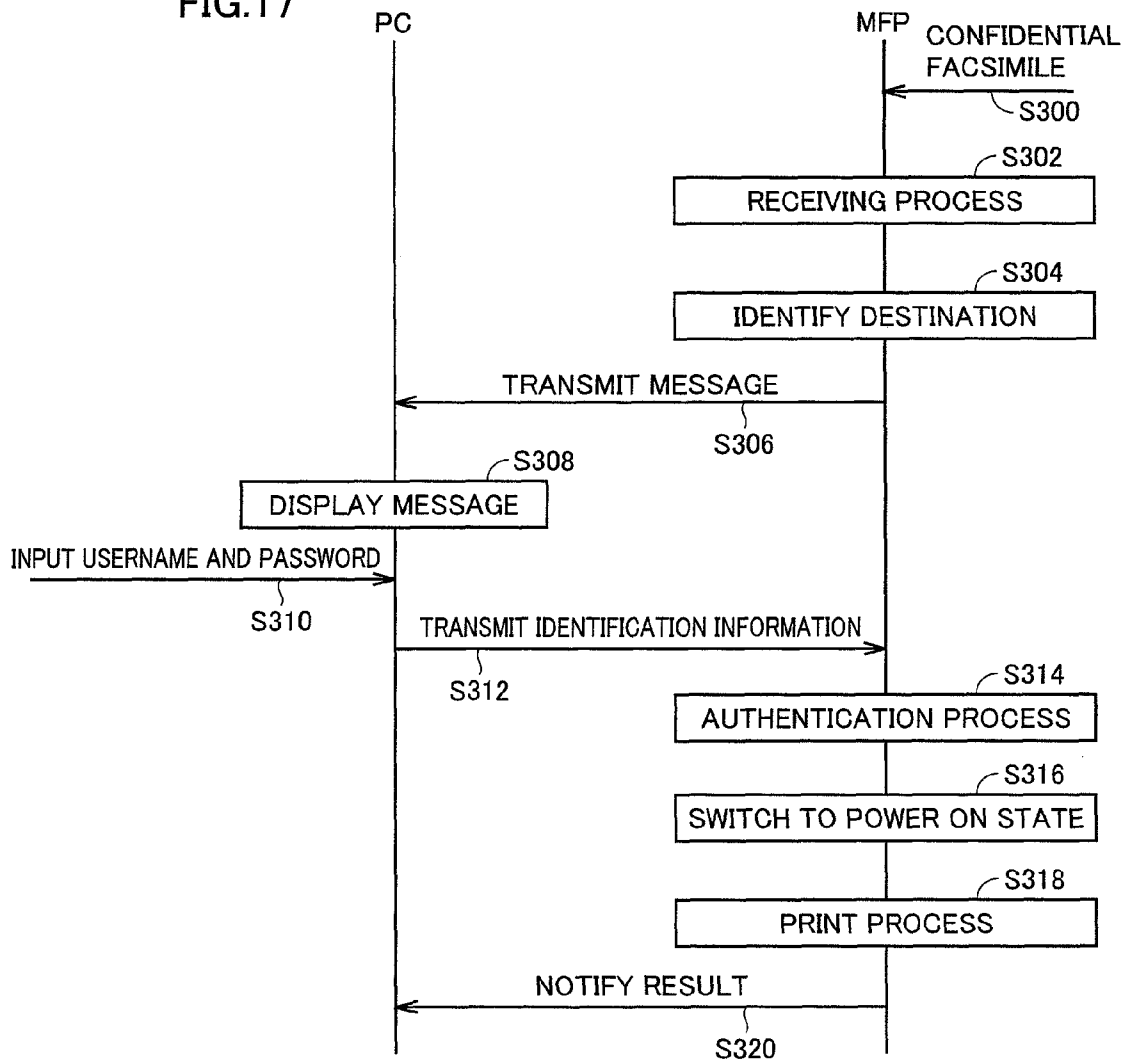 FIG.17
PC
MFP
CONFIDENTIAL
FACSIMILE
S300
S302
RECEIVING PROCESS
S304
IDENTIFY DESTINATION
TRANSMIT MESSAGE
S306
S308
DISPLAY MESSAGE
INPUT USERNAME AND PASSWORD
S310
TRANSMIT IDENTIFICATION INFORMATION
S312
S314
AUTHENTICATION PROCESS
S316
SWITCH TO POWER ON STATE
S318
PRINT PROCESS
NOTIFY RESULT
S320